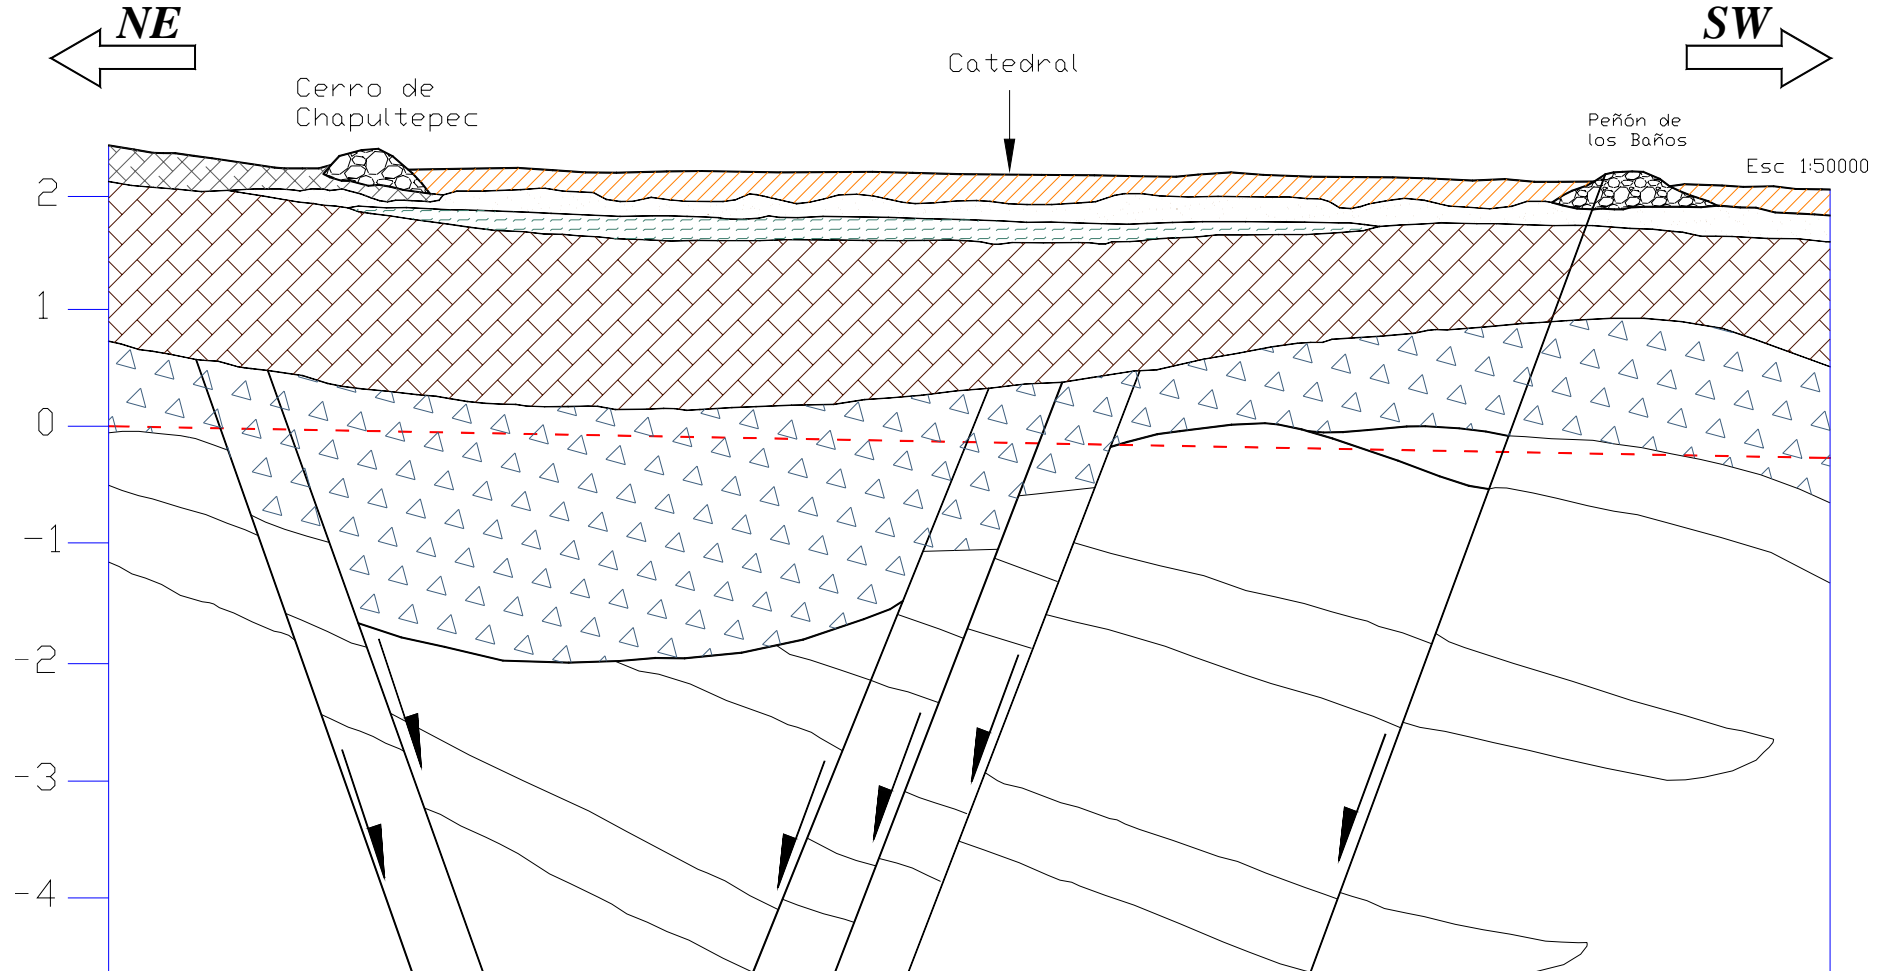 NE
SW
Catedral
Cerro de
Chapultepec
Peñón de
los Baños
Esc 1:50000
2
1
0
-1
-2
-3
-4